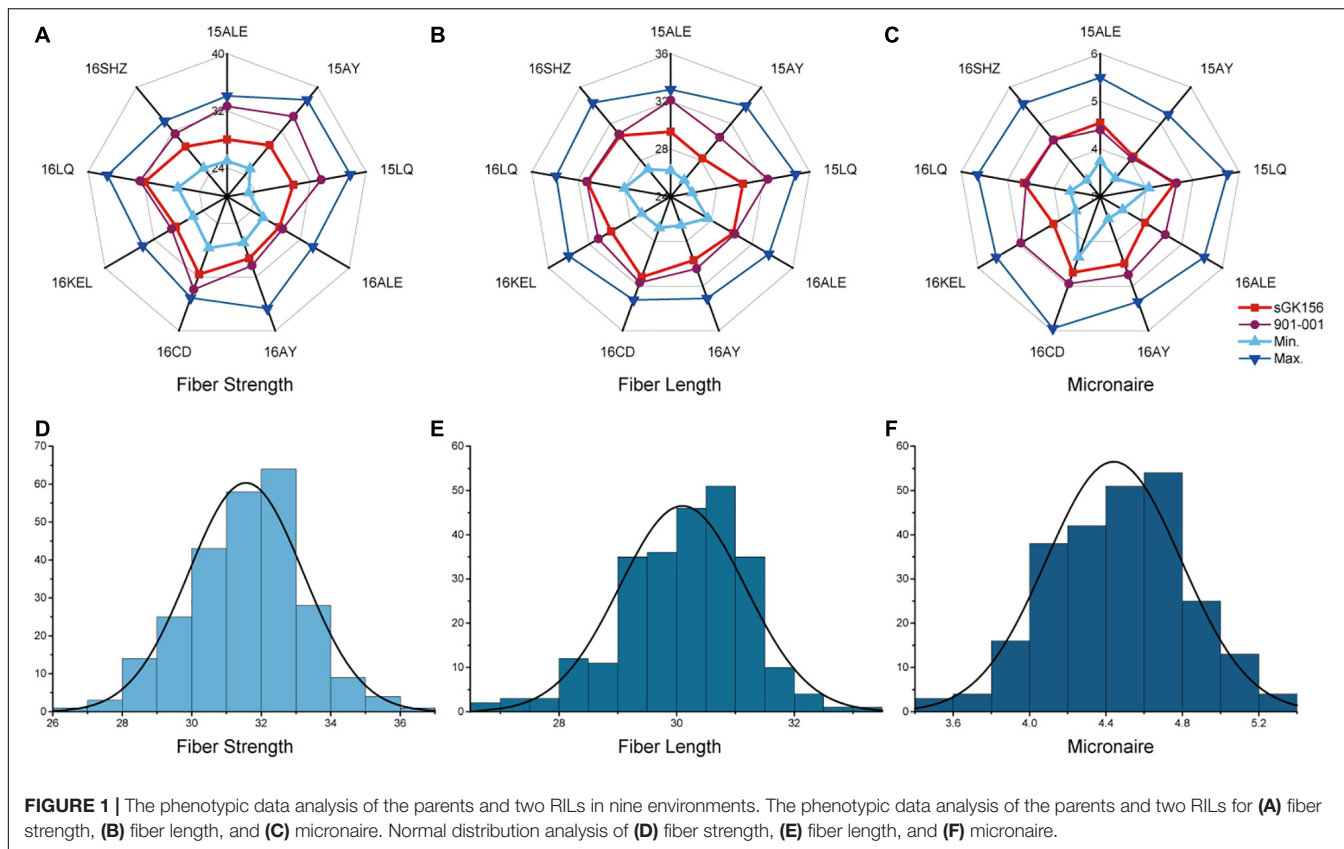 A
B
C
15ALE
15AY
15LQ
16ALE
16AY
16CD
16KEL
16LQ
16SHZ
40
32
24
Fiber Strength
15ALE
15AY
15LQ
16ALE
16AY
16CD
16KEL
16LQ
16SHZ
36
32
28
24
Fiber Length
15ALE
15AY
15LQ
16ALE
16AY
16CD
16KEL
16LQ
16SHZ
6
5
4
Micronaire
sGK156
901-001
Min.
Max.
D
70
60
50
40
30
20
10
0
26 28 30 32 34 36
Fiber Strength
E
60
50
40
30
20
10
0
28 30 32
Fiber Length
F
60
50
40
30
20
10
0
3.6 4.0 4.4 4.8 5.2
Micronaire
FIGURE 1 | The phenotypic data analysis of the parents and two RILs in nine environments. The phenotypic data analysis of the parents and two RILs for (A) fiber
strength, (B) fiber length, and (C) micronaire. Normal distribution analysis of (D) fiber strength, (E) fiber length, and (F) micronaire.